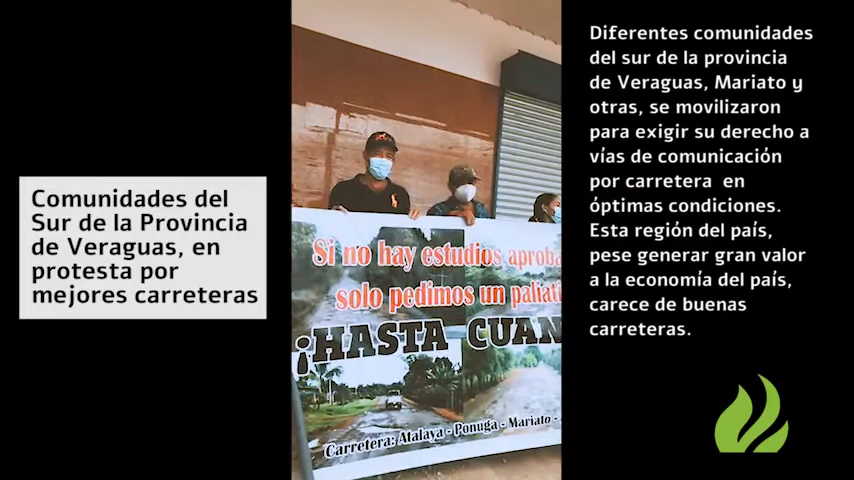 Comunidades del
Sur de la Provincia
de Veraguas, en
protesta por
mejores carreteras
Si no hay estudios aproba
solo pedimos un paliati
¡HASTA CUAN
Carretera: Atalaya - Ponuga - Mariato -
Diferentes comunidades
del sur de la provincia
de Veraguas, Mariato y
otras, se movilizaron
para exigir su derecho a
vías de comunicación
por carretera en
óptimas condiciones.
Esta región del país,
pese generar gran valor
a la economía del país,
carece de buenas
carreteras.